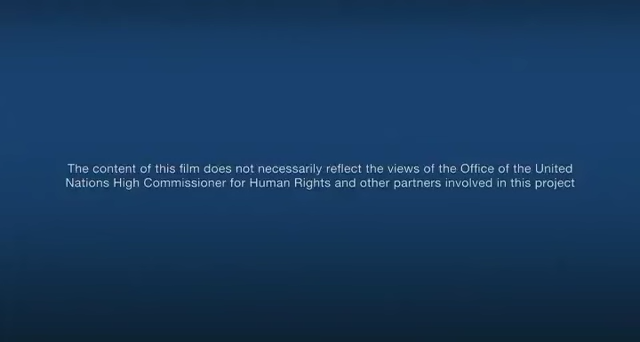 The content of this film does not necessarily reflect the views of the Office of the United
Nations High Commissioner for Human Rights and other partners involved in this project